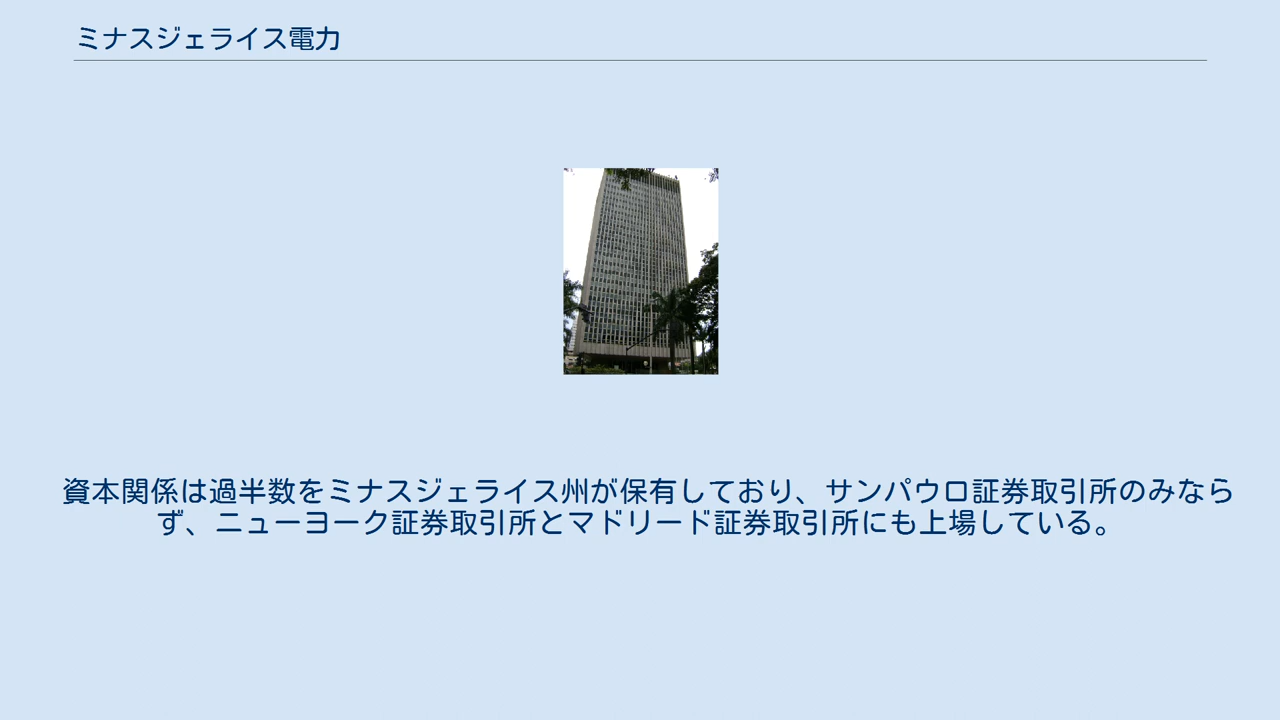 ミナスジェライス電力
資本関係は過半数をミナスジェライス州が保有しており、サンパウロ証券取引所のみなら
ず、ニューヨーク証券取引所とマドリード証券取引所にも上場している。